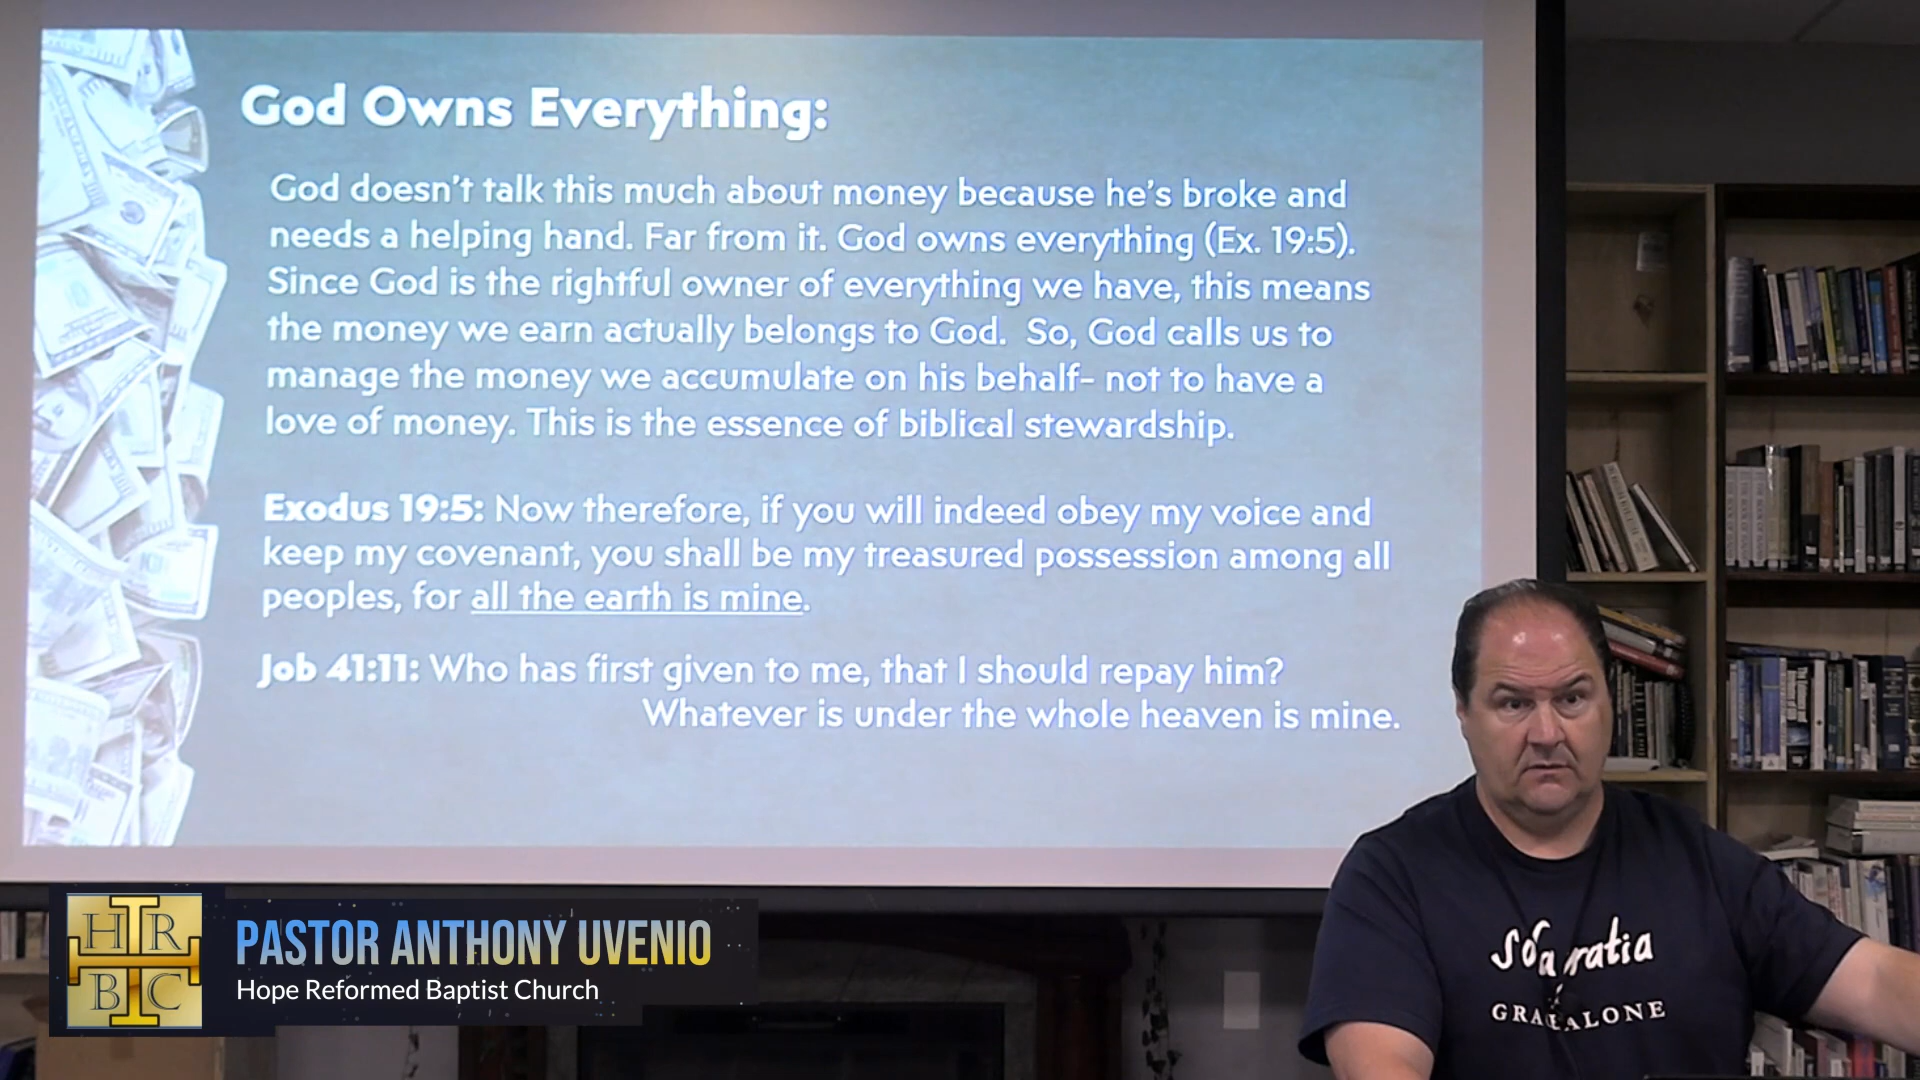 God Owns Everything:
God doesn't talk this much about money because he's broke and
needs a helping hand. Far from it. God owns everything (Ex. 19:5).
Since God is the rightful owner of everything we have, this means
the money we earn actually belongs to God. So, God calls us to
manage the money we accumulate on his behalf- not to have a
love of money. This is the essence of biblical stewardship.
Exodus 19:5: Now therefore, if you will indeed obey my voice and
keep my covenant, you shall be my treasured possession among all
peoples, for all the earth is mine.
Job 41:11: Who has first given to me, that I should repay him?
Whatever is under the whole heaven is mine.
Sola Gratia
GRACE ALONE
HR
BC
PASTOR ANTHONY UVENIO
Hope Reformed Baptist Church